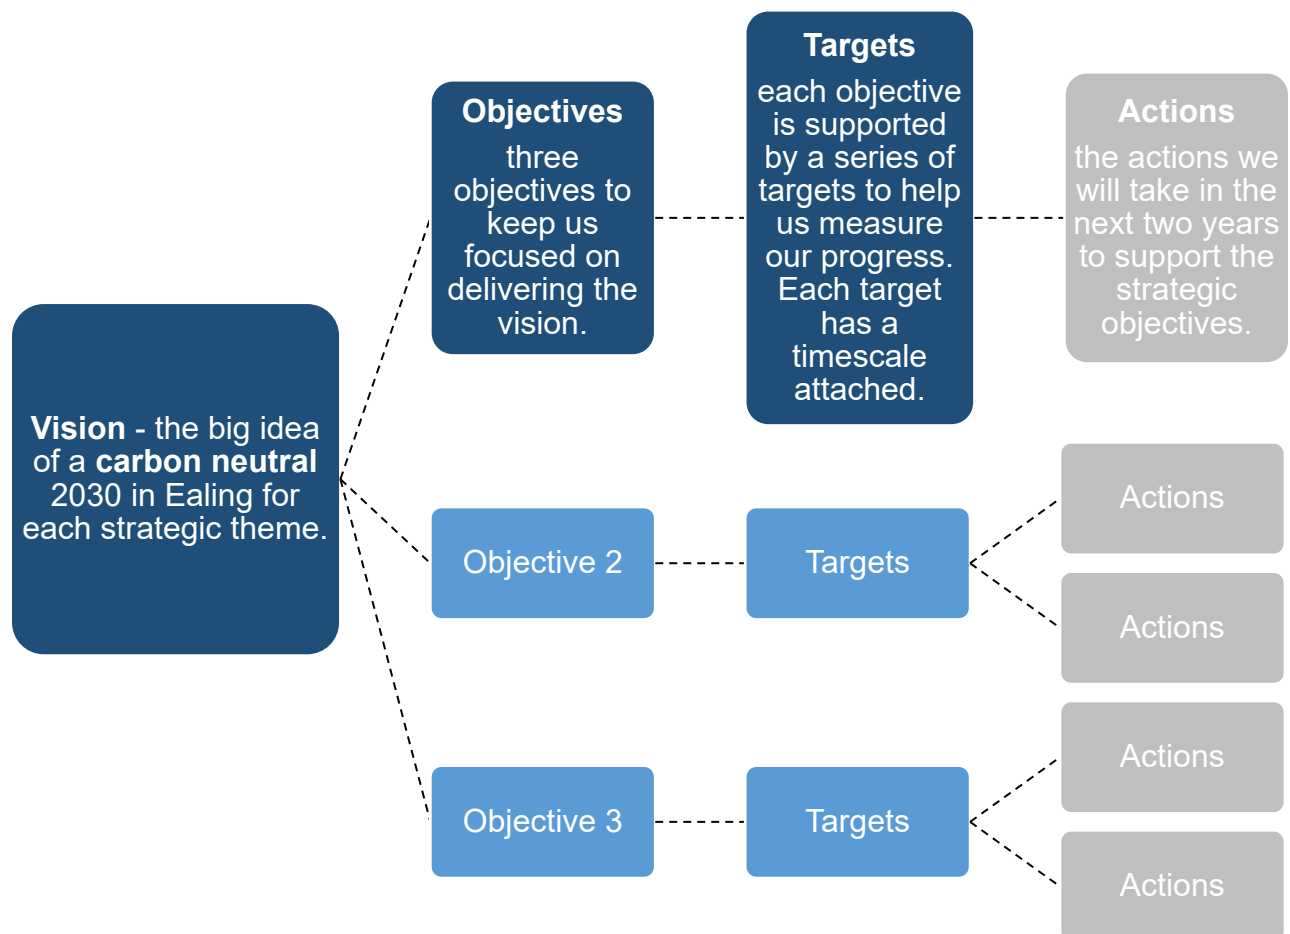 Vision - the big idea
of a carbon neutral
2030 in Ealing for
each strategic theme.
Objectives
three
objectives to
keep us
focused on
delivering the
vision.
Targets
each objective
is supported
by a series of
targets to help
us measure
our progress.
Each target
has a
timescale
attached.
Actions
the actions we
will take in the
next two years
to support the
strategic
objectives.
Objective 2
Targets
Actions
Actions
Objective 3
Targets
Actions
Actions